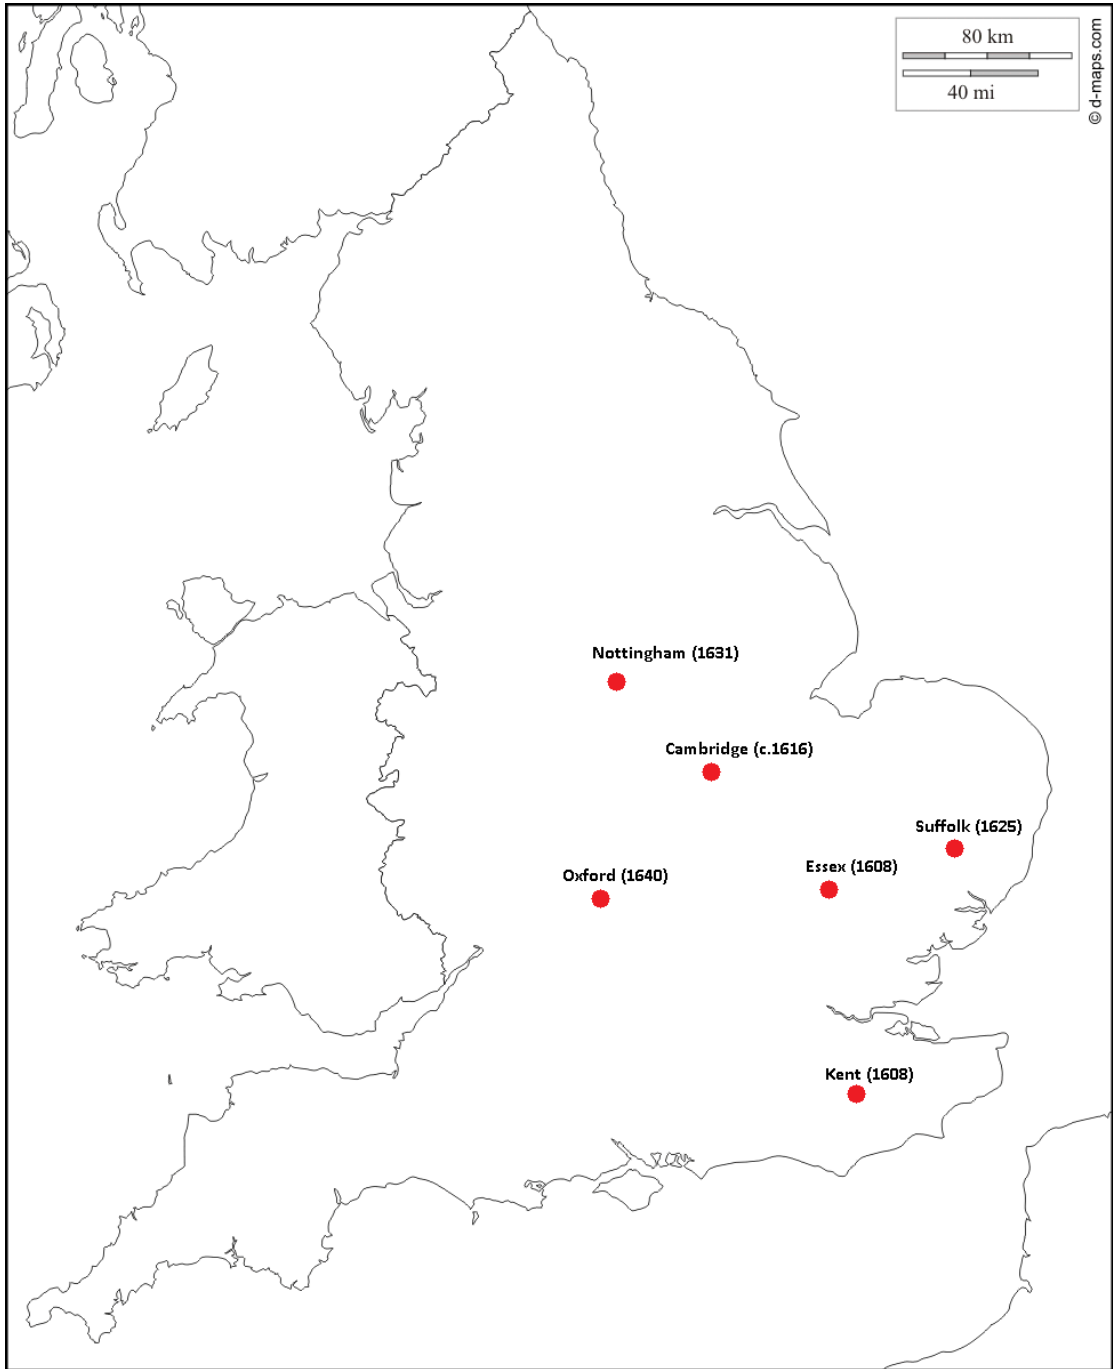 80 km
40 mi
© d-maps.com
Nottingham (1631)
Cambridge (c.1616)
Suffolk (1625)
Essex (1608)
Oxford (1640)
Kent (1608)